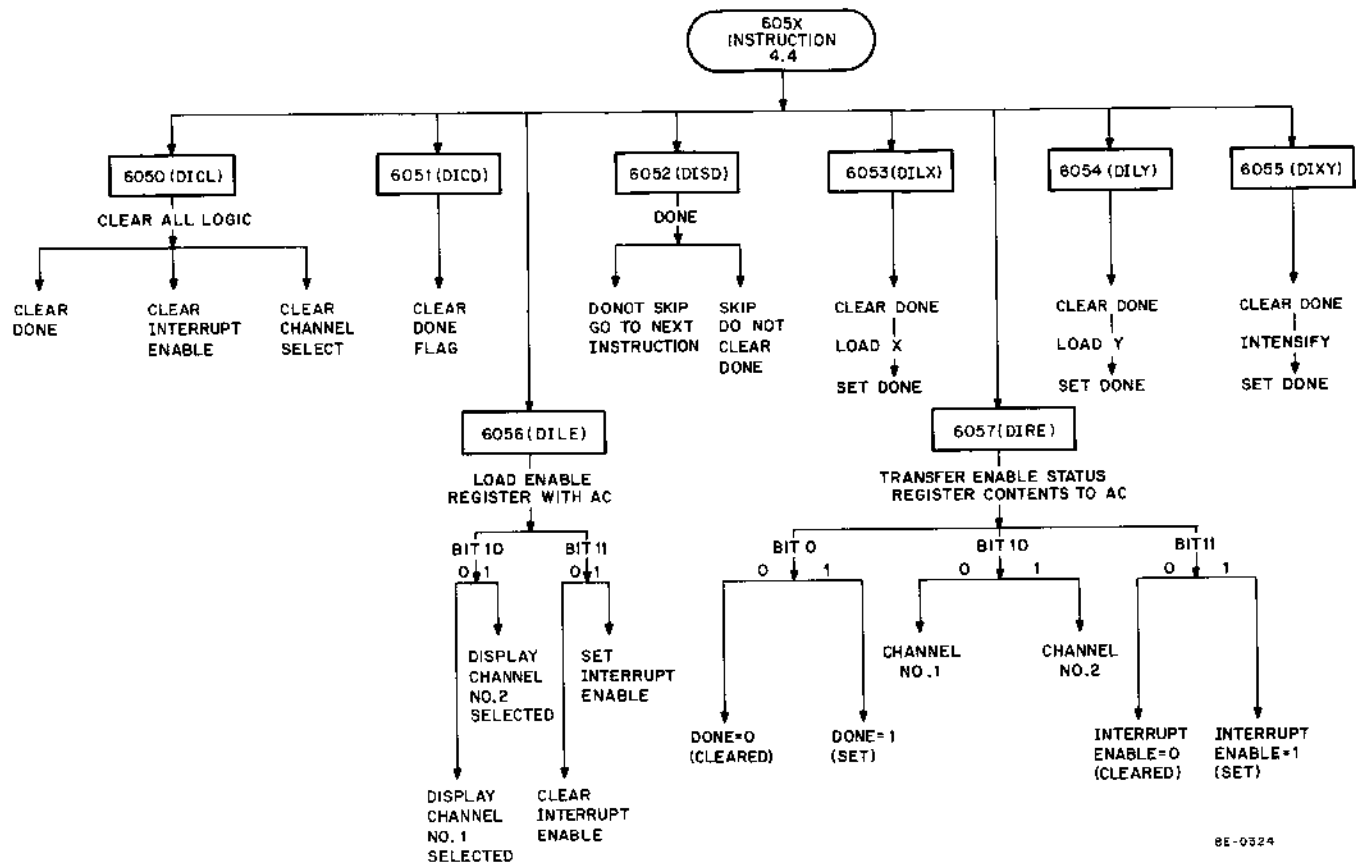 605X
INSTRUCTION
4.4
6050 (DICL)
6051 (DICD)
6052 (DISD)
6053 (DILX)
6054 (DILY)
6055 (DIXY)
CLEAR ALL LOGIC
DONE
CLEAR
DONE
CLEAR
INTERRUPT
ENABLE
CLEAR
CHANNEL
SELECT
CLEAR
DONE
FLAG
DONOT SKIP
GO TO NEXT
INSTRUCTION
SKIP
DO NOT
CLEAR
DONE
CLEAR DONE
LOAD X
SET DONE
CLEAR DONE
LOAD Y
SET DONE
CLEAR DONE
INTENSIFY
SET DONE
6056 (DILE)
LOAD ENABLE
REGISTER WITH AC
BIT 10
0 1
BIT 11
0 1
DISPLAY
CHANNEL
NO.2
SELECTED
SET
INTERRUPT
ENABLE
DISPLAY
CHANNEL
NO. 1
SELECTED
CLEAR
INTERRUPT
ENABLE
6057 (DIRE)
TRANSFER ENABLE STATUS
REGISTER CONTENTS TO AC
BIT 0
0 1
BIT 10
0 1
BIT 11
0 1
DONE=0
(CLEARED)
DONE=1
(SET)
CHANNEL
NO.1
CHANNEL
NO.2
INTERRUPT
ENABLE=0
(CLEARED)
INTERRUPT
ENABLE=1
(SET)
8E-0324